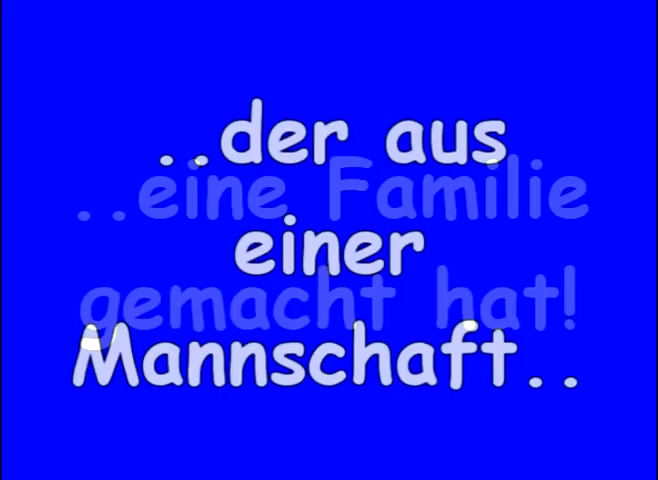 ..der aus
einer
Mannschaft..
..eine Familie
gemacht hat!